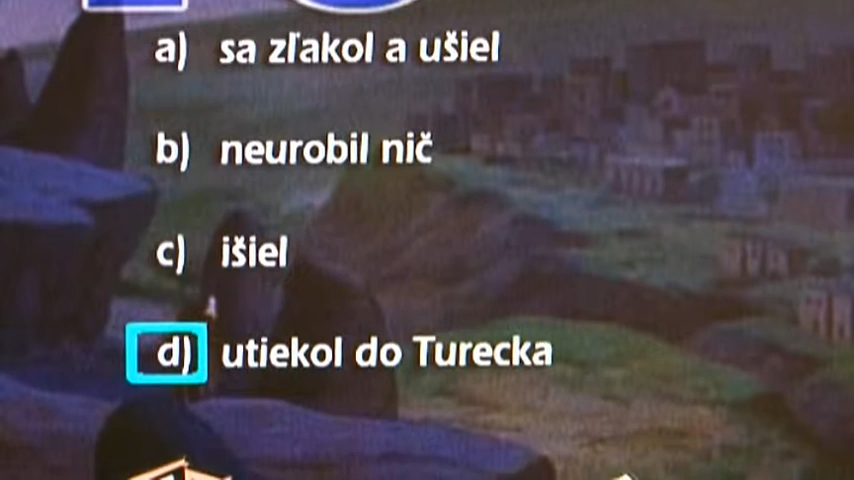 a) sa zľakol a ušiel
b) neurobil nič
c) išiel
d) utiekol do Turecka